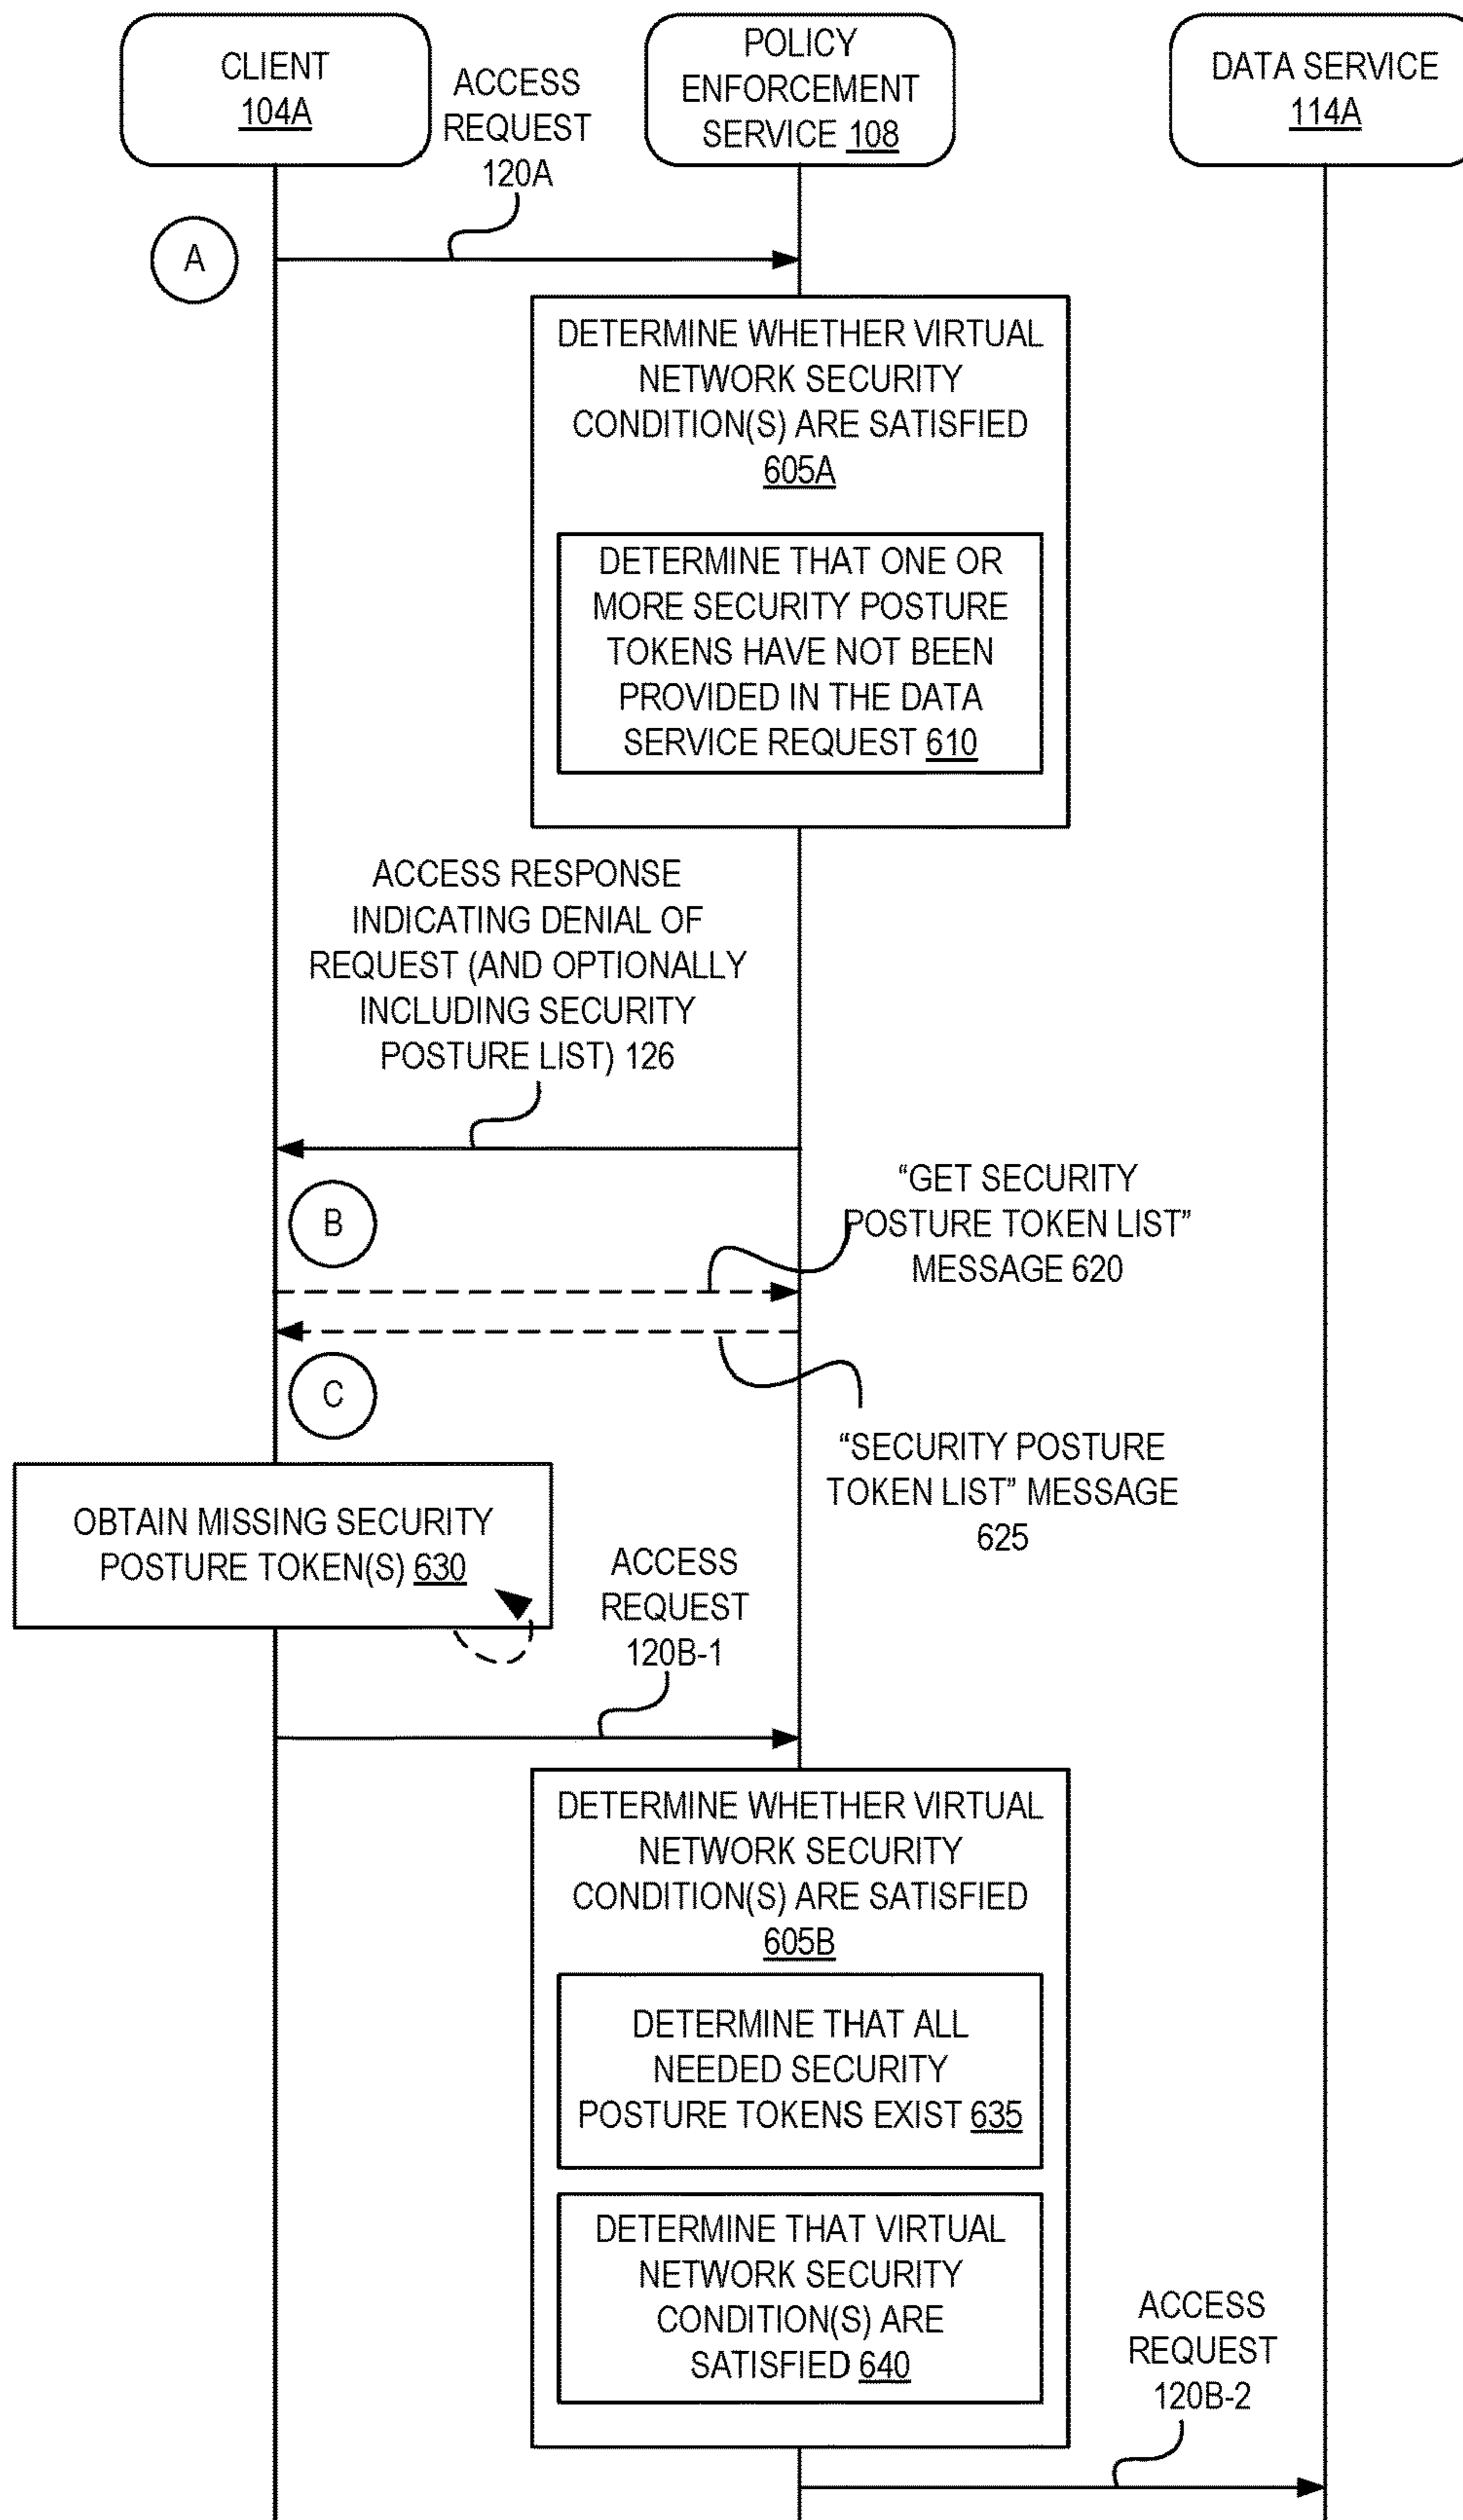 CLIENT
104A
ACCESS
REQUEST
120A
POLICY
ENFORCEMENT
SERVICE 108
DATA SERVICE
114A
A
DETERMINE WHETHER VIRTUAL
NETWORK SECURITY
CONDITION(S) ARE SATISFIED
605A
DETERMINE THAT ONE OR
MORE SECURITY POSTURE
TOKENS HAVE NOT BEEN
PROVIDED IN THE DATA
SERVICE REQUEST 610
ACCESS RESPONSE
INDICATING DENIAL OF
REQUEST (AND OPTIONALLY
INCLUDING SECURITY
POSTURE LIST) 126
B
“GET SECURITY
POSTURE TOKEN LIST”
MESSAGE 620
C
“SECURITY POSTURE
TOKEN LIST” MESSAGE
625
OBTAIN MISSING SECURITY
POSTURE TOKEN(S) 630
ACCESS
REQUEST
120B-1
DETERMINE WHETHER VIRTUAL
NETWORK SECURITY
CONDITION(S) ARE SATISFIED
605B
DETERMINE THAT ALL
NEEDED SECURITY
POSTURE TOKENS EXIST 635
DETERMINE THAT VIRTUAL
NETWORK SECURITY
CONDITION(S) ARE
SATISFIED 640
ACCESS
REQUEST
120B-2